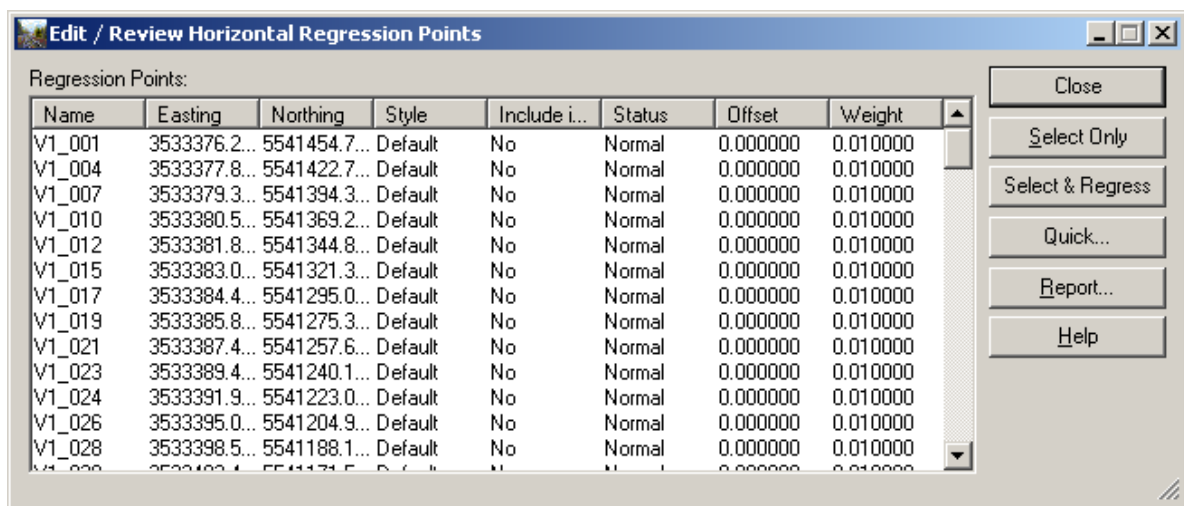 Edit / Review Horizontal Regression Points
Regression Points:
Name Easting Northing Style Include i... Status Offset Weight
V1_001 3533376.2... 5541454.7... Default No Normal 0.000000 0.010000
V1_004 3533377.8... 5541422.7... Default No Normal 0.000000 0.010000
V1_007 3533379.3... 5541394.3... Default No Normal 0.000000 0.010000
V1_010 3533380.5... 5541369.2... Default No Normal 0.000000 0.010000
V1_012 3533381.8... 5541344.8... Default No Normal 0.000000 0.010000
V1_015 3533383.0... 5541321.3... Default No Normal 0.000000 0.010000
V1_017 3533384.4... 5541295.0... Default No Normal 0.000000 0.010000
V1_019 3533385.8... 5541275.3... Default No Normal 0.000000 0.010000
V1_021 3533387.4... 5541257.6... Default No Normal 0.000000 0.010000
V1_023 3533389.4... 5541240.1... Default No Normal 0.000000 0.010000
V1_024 3533391.9... 5541223.0... Default No Normal 0.000000 0.010000
V1_026 3533395.0... 5541204.9... Default No Normal 0.000000 0.010000
V1_028 3533398.5... 5541188.1... Default No Normal 0.000000 0.010000
Close
Select Only
Select & Regress
Quick...
Report...
Help